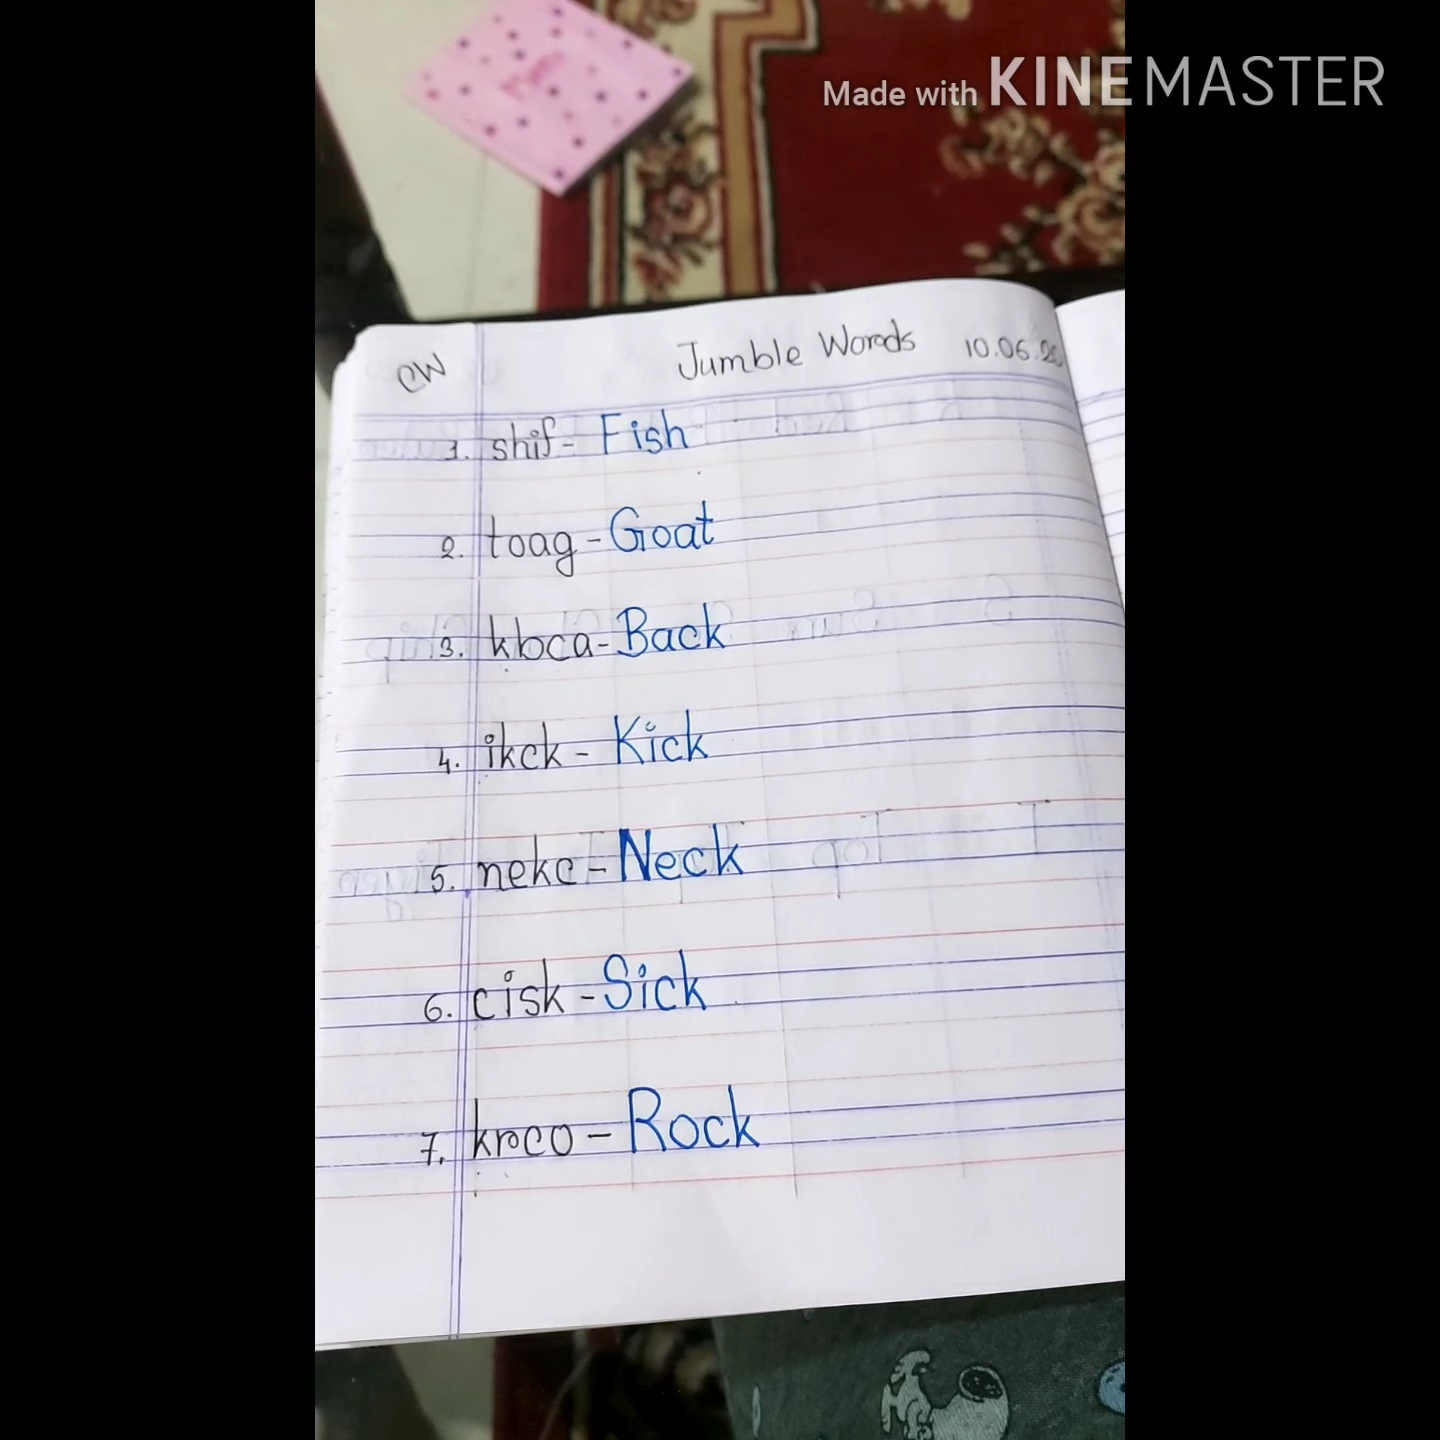 Made with KINEMASTER
CW Jumble Words 10.06.20
1. shif- Fish
2. toag - Goat
3. kbca - Back
4. ikck - Kick
5. nekc - Neck
6. cisk - Sick
7. krco - Rock